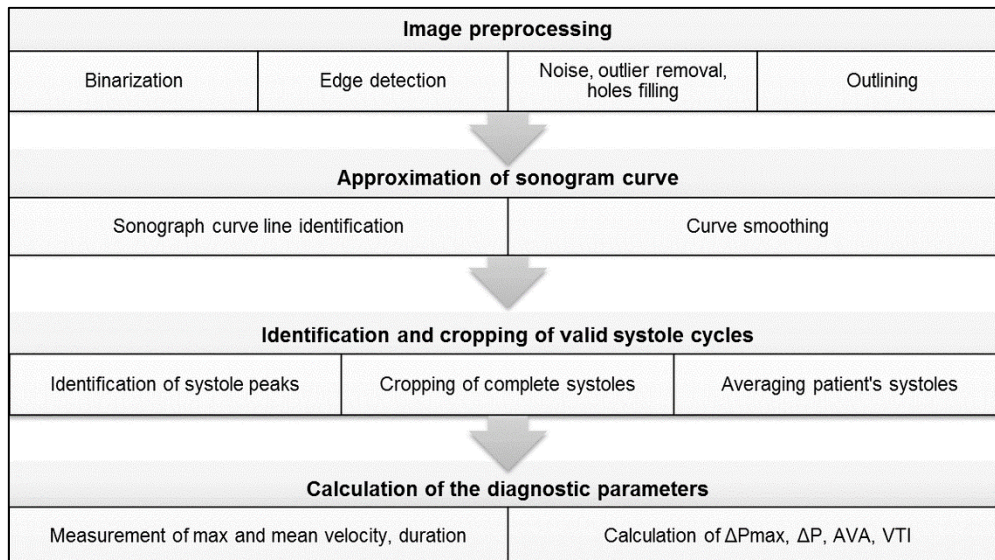 Image preprocessing
Binarization
Edge detection
Noise, outlier removal,
holes filling
Outlining
Approximation of sonogram curve
Sonograph curve line identification
Curve smoothing
Identification and cropping of valid systole cycles
Identification of systole peaks
Cropping of complete systoles
Averaging patient's systoles
Calculation of the diagnostic parameters
Measurement of max and mean velocity, duration
Calculation of ΔPmax, ΔP, AVA, VTI